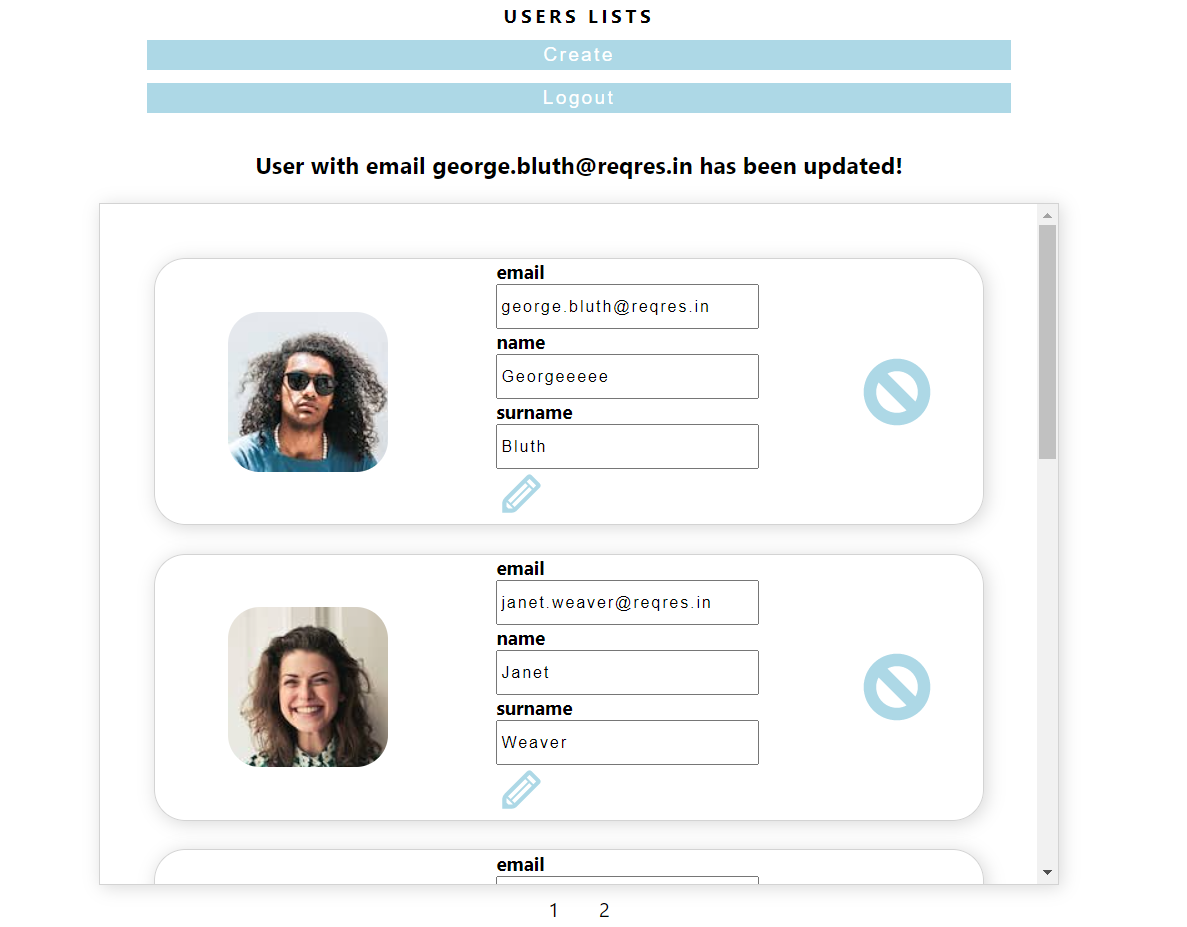 USERS LISTS
Create
Logout
User with email george.bluth@reqres.in has been updated!
email
george.bluth@reqres.in
name
Georgeeeee
surname
Bluth
email
janet.weaver@reqres.in
name
Janet
surname
Weaver
email
1 2